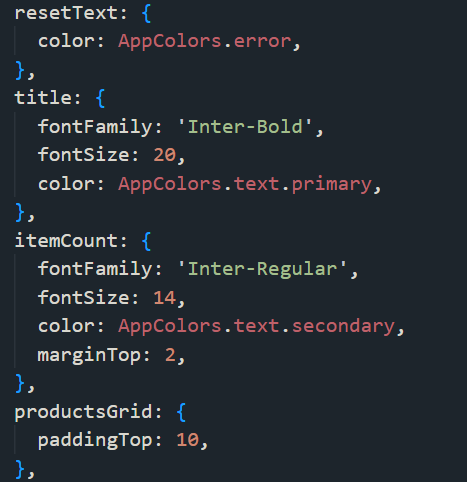 resetText: {
  color: AppColors.error,
},
title: {
  fontFamily: 'Inter-Bold',
  fontSize: 20,
  color: AppColors.text.primary,
},
itemCount: {
  fontFamily: 'Inter-Regular',
  fontSize: 14,
  color: AppColors.text.secondary,
  marginTop: 2,
},
productsGrid: {
  paddingTop: 10,
},